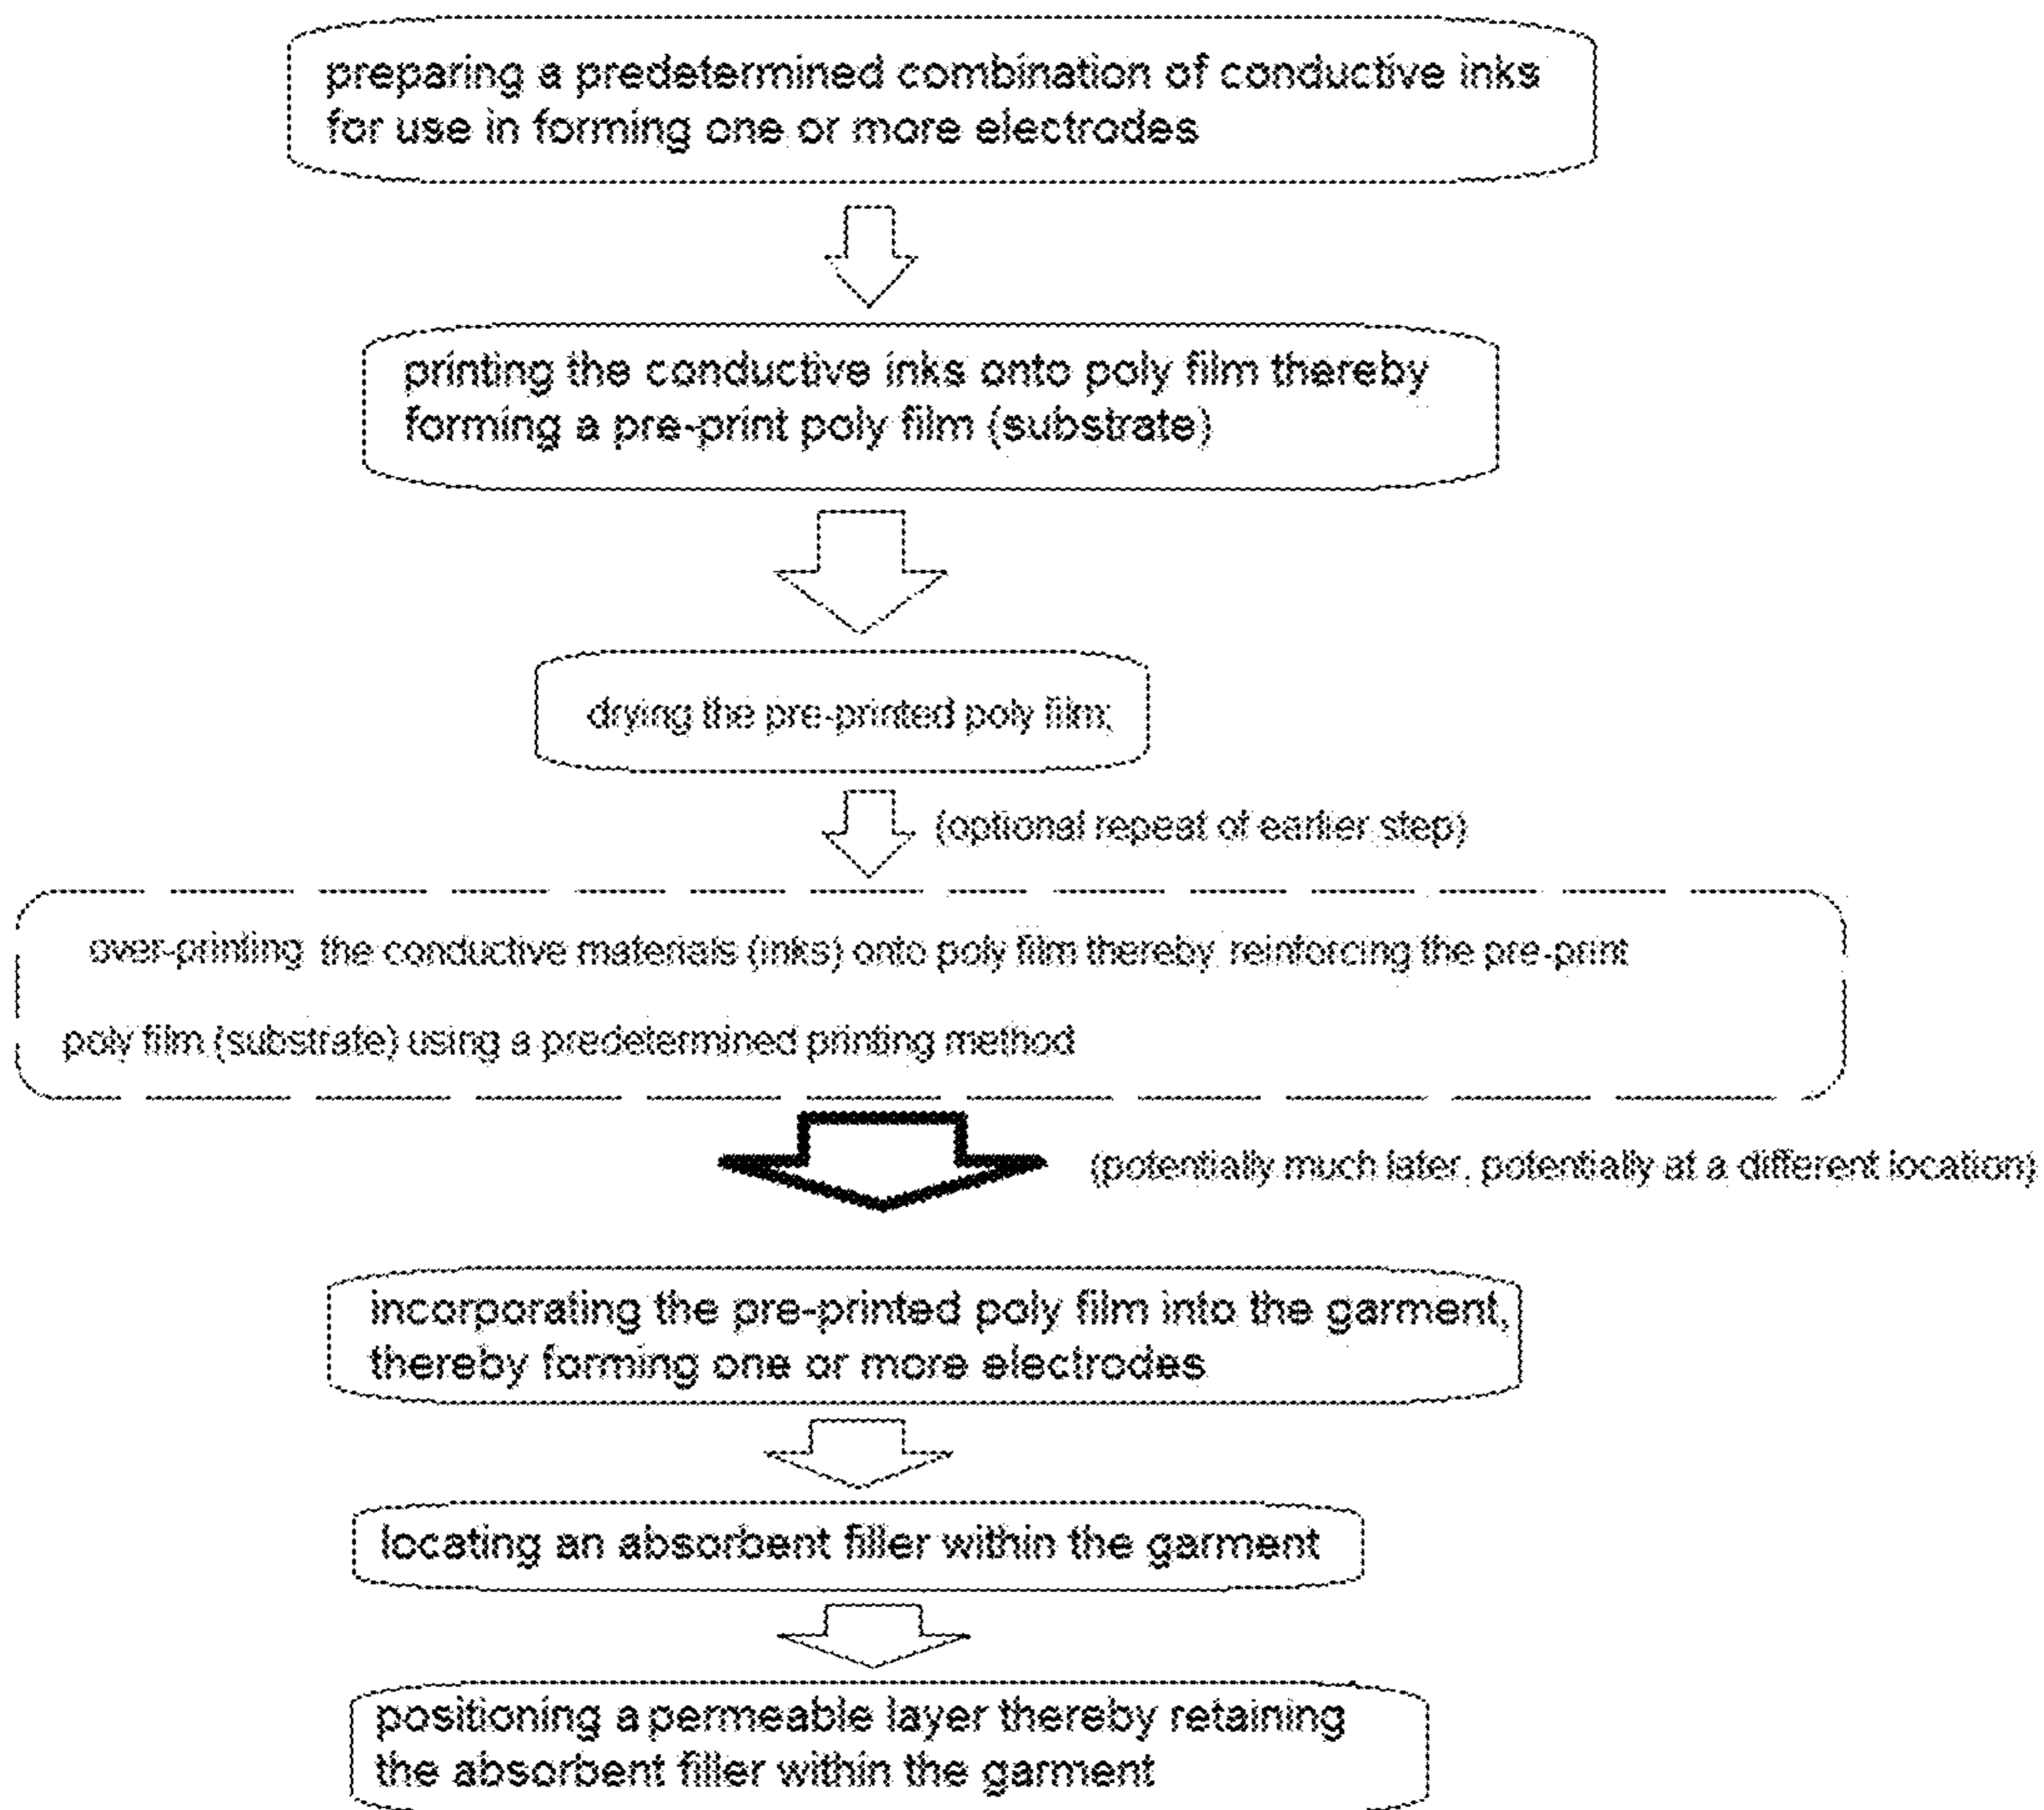 preparing a predetermined combination of conductive inks
for use in forming one or more electrodes
printing the conductive inks onto poly film thereby
forming a pre-print poly film (substrate)
drying the pre-printed poly film;
(optional repeat of earlier step)
over-printing the conductive materials (inks) onto poly film thereby reinforcing the pre-print
poly film (substrate) using a predetermined printing method
(potentially much later, potentially at a different location)
incorporating the pre-printed poly film into the garment,
thereby forming one or more electrodes
locating an absorbent filler within the garment
positioning a permeable layer thereby retaining
the absorbent filler within the garment